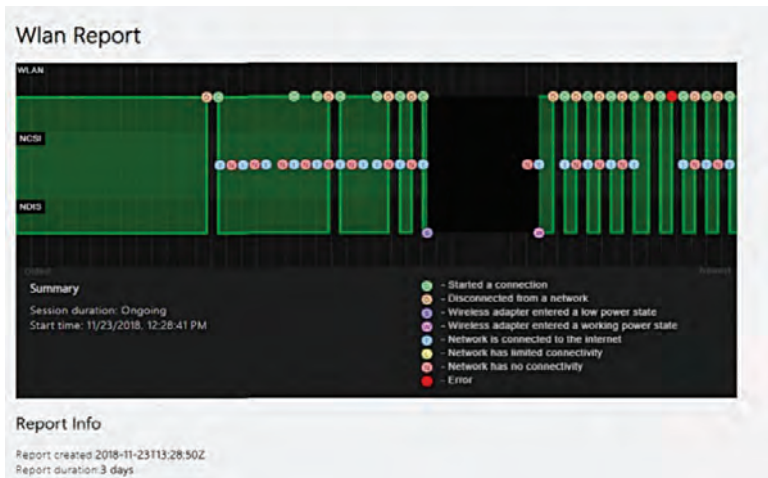 Wlan Report
WLAN
NCSI
NDIS
Oldest
Newest
Summary
Session duration: Ongoing
Start time: 11/23/2018, 12:28:41 PM
- Started a connection
- Disconnected from a network
- Wireless adapter entered a low power state
- Wireless adapter entered a working power state
- Network is connected to the internet
- Network has limited connectivity
- Network has no connectivity
- Error
Report Info
Report created 2018-11-23T13:28:50Z
Report duration 3 days